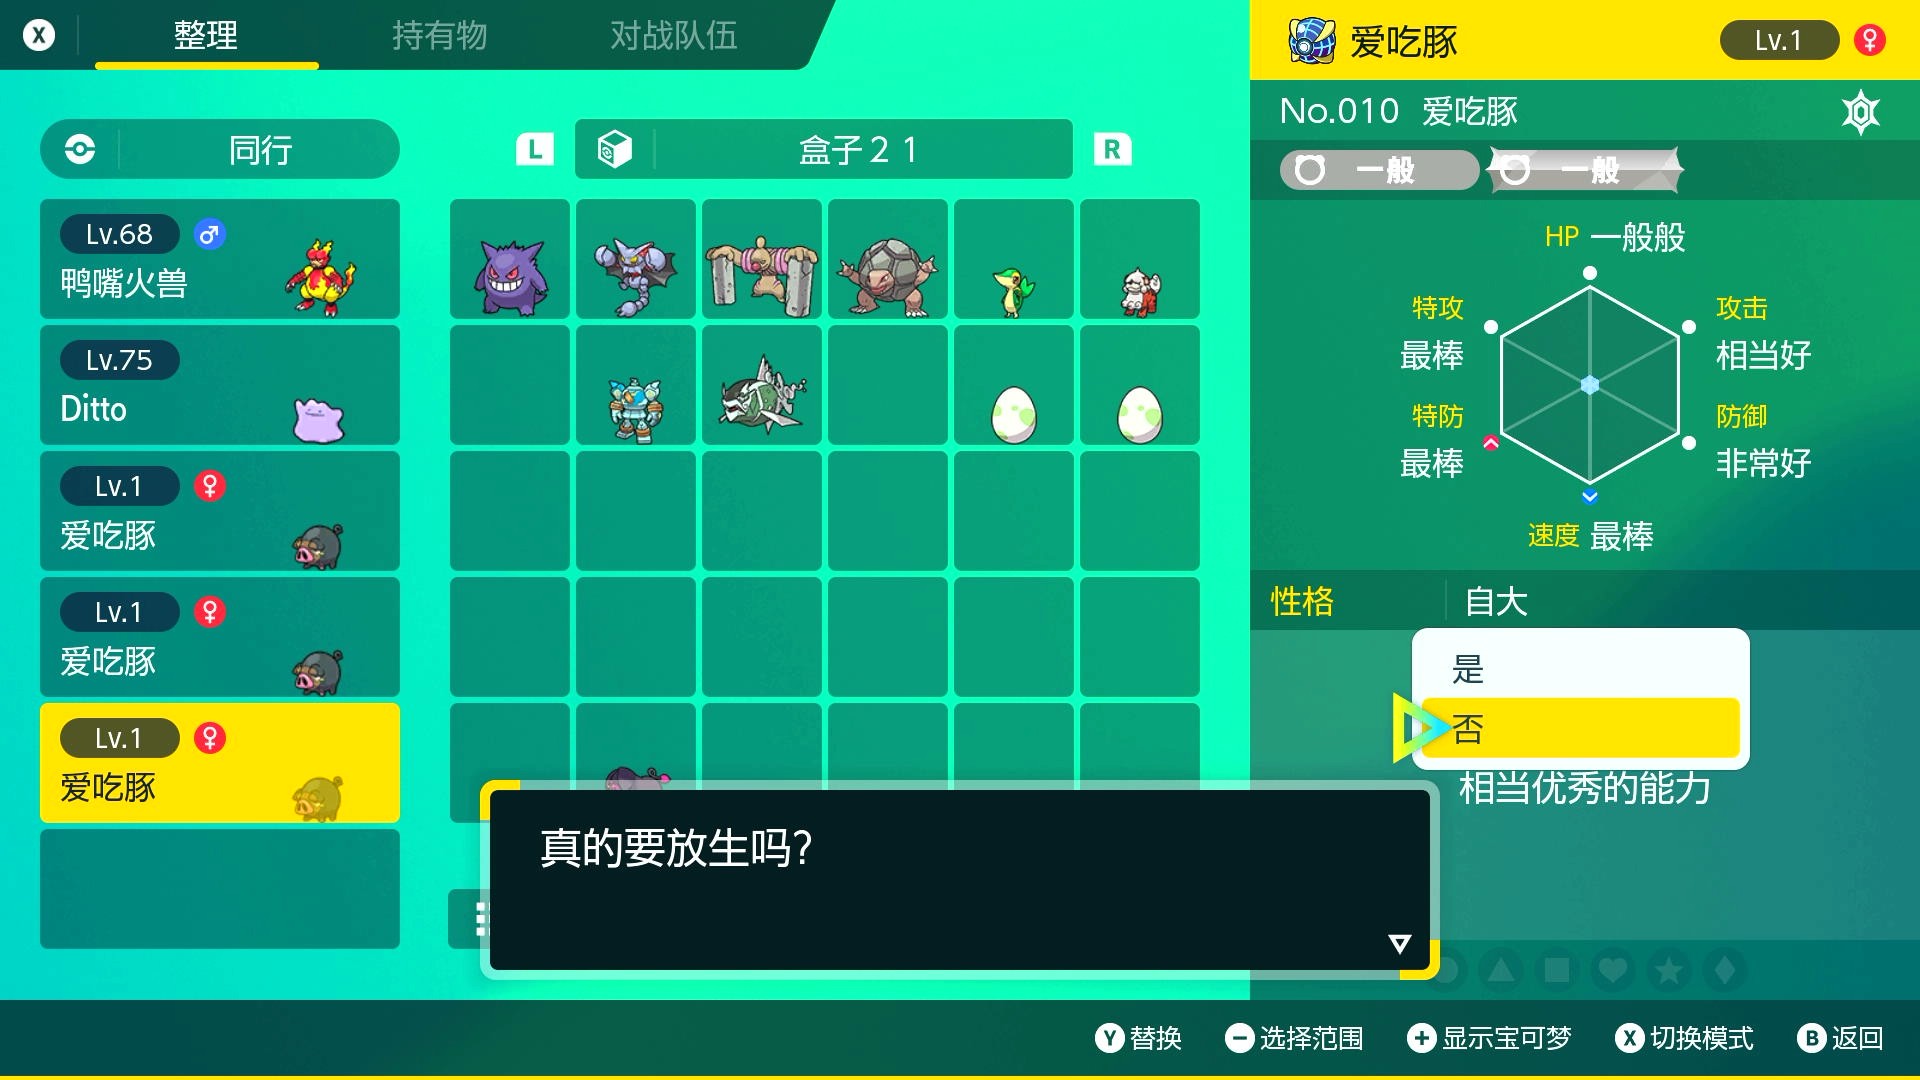 X 整理 持有物 对战队伍
爱吃豚 Lv.1
No.010 爱吃豚
同行
L 盒子21 R
一般 一般
Lv.68
鸭嘴火兽
Lv.75
Ditto
Lv.1
爱吃豚
Lv.1
爱吃豚
Lv.1
爱吃豚
HP 一般般
特攻
最棒
攻击
相当好
特防
最棒
防御
非常好
速度 最棒
性格 自大
是
否
相当优秀的能力
真的要放生吗?
Y 替换 选择范围 显示宝可梦 X 切换模式 B 返回